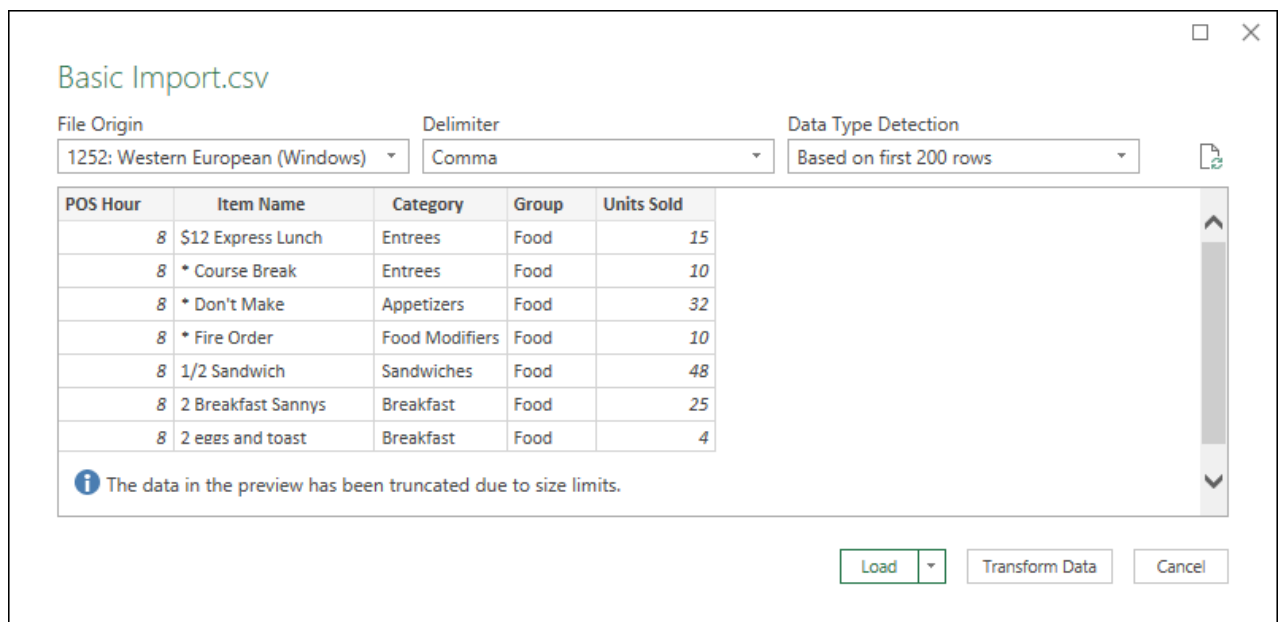 Basic Import.csv
File Origin Delimiter Data Type Detection
1252: Western European (Windows) Comma Based on first 200 rows
POS Hour Item Name Category Group Units Sold
8 $12 Express Lunch Entrees Food 15
8 * Course Break Entrees Food 10
8 * Don't Make Appetizers Food 32
8 * Fire Order Food Modifiers Food 10
8 1/2 Sandwich Sandwiches Food 48
8 2 Breakfast Sannys Breakfast Food 25
8 2 eggs and toast Breakfast Food 4
The data in the preview has been truncated due to size limits.
Load Transform Data Cancel